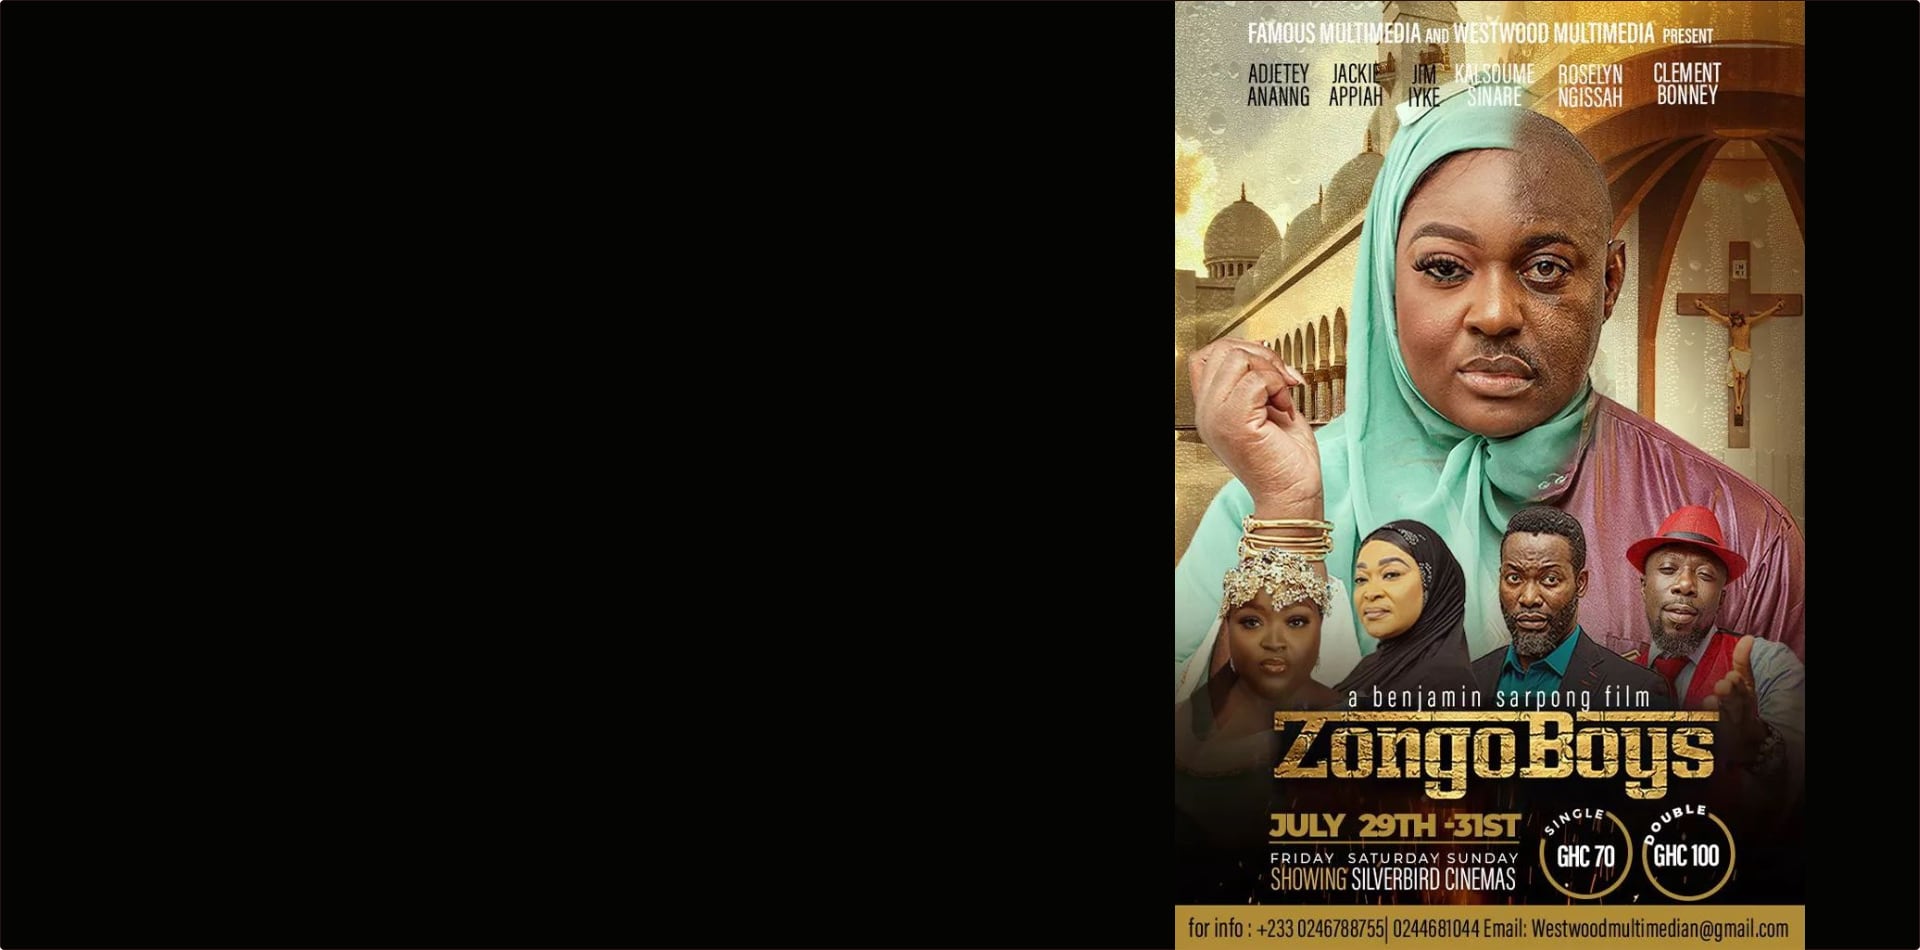 FAMOUS MULTIMEDIA AND WESTWOOD MULTIMEDIA PRESENT
ADJETEY ANANNG
JACKIE APPIAH
JIM IYKE
KALSOUME SINARE
ROSELYN NGISSAH
CLEMENT BONNEY
INRI
a benjamin sarpong film
ZongoBoys
JULY 29TH -31ST
FRIDAY SATURDAY SUNDAY
SHOWING SILVERBIRD CINEMAS
SINGLE
GHC 70
DOUBLE
GHC 100
for info : +233 0246788755| 0244681044 Email: Westwoodmultimedian@gmail.com